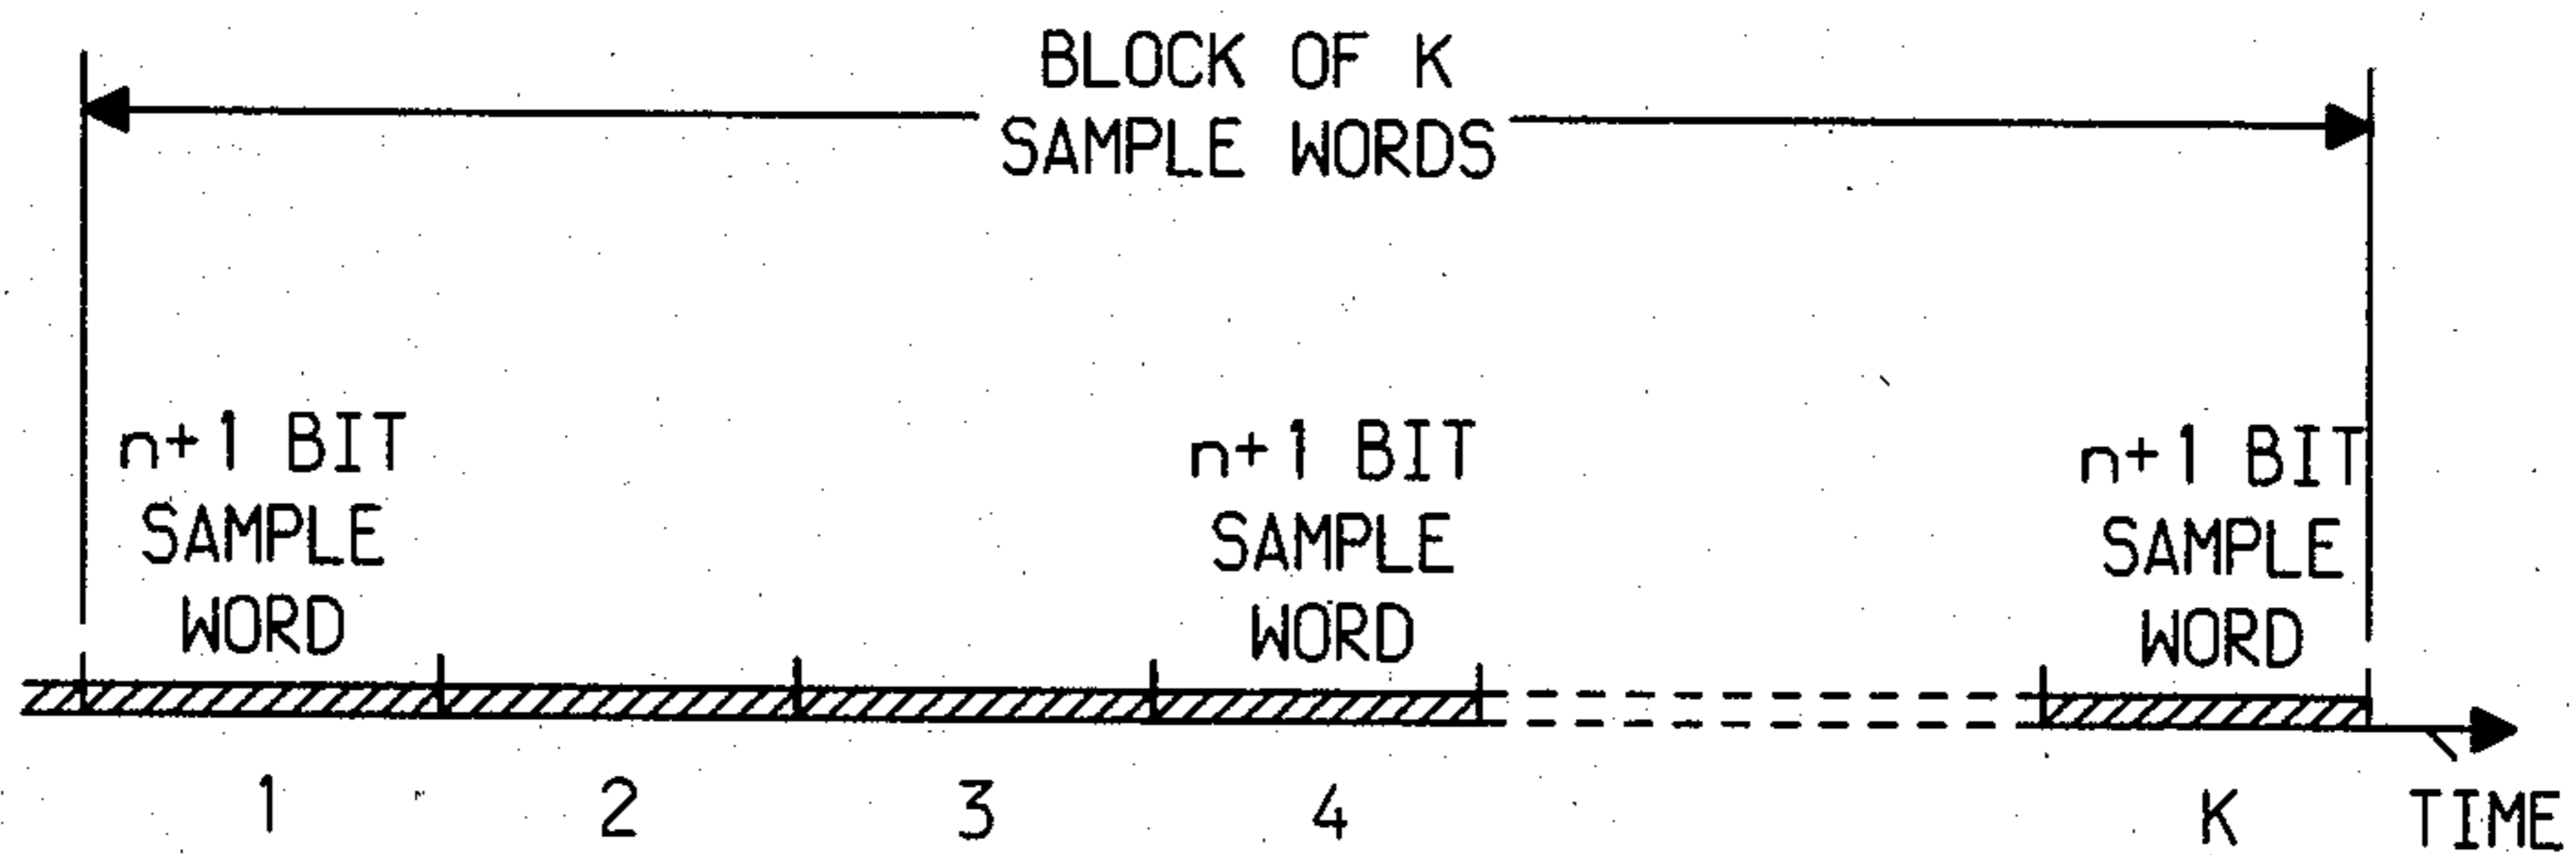 BLOCK OF K
SAMPLE WORDS
n+1 BIT
SAMPLE
WORD
n+1 BIT
SAMPLE
WORD
n+1 BIT
SAMPLE
WORD
1 2 3 4 K TIME